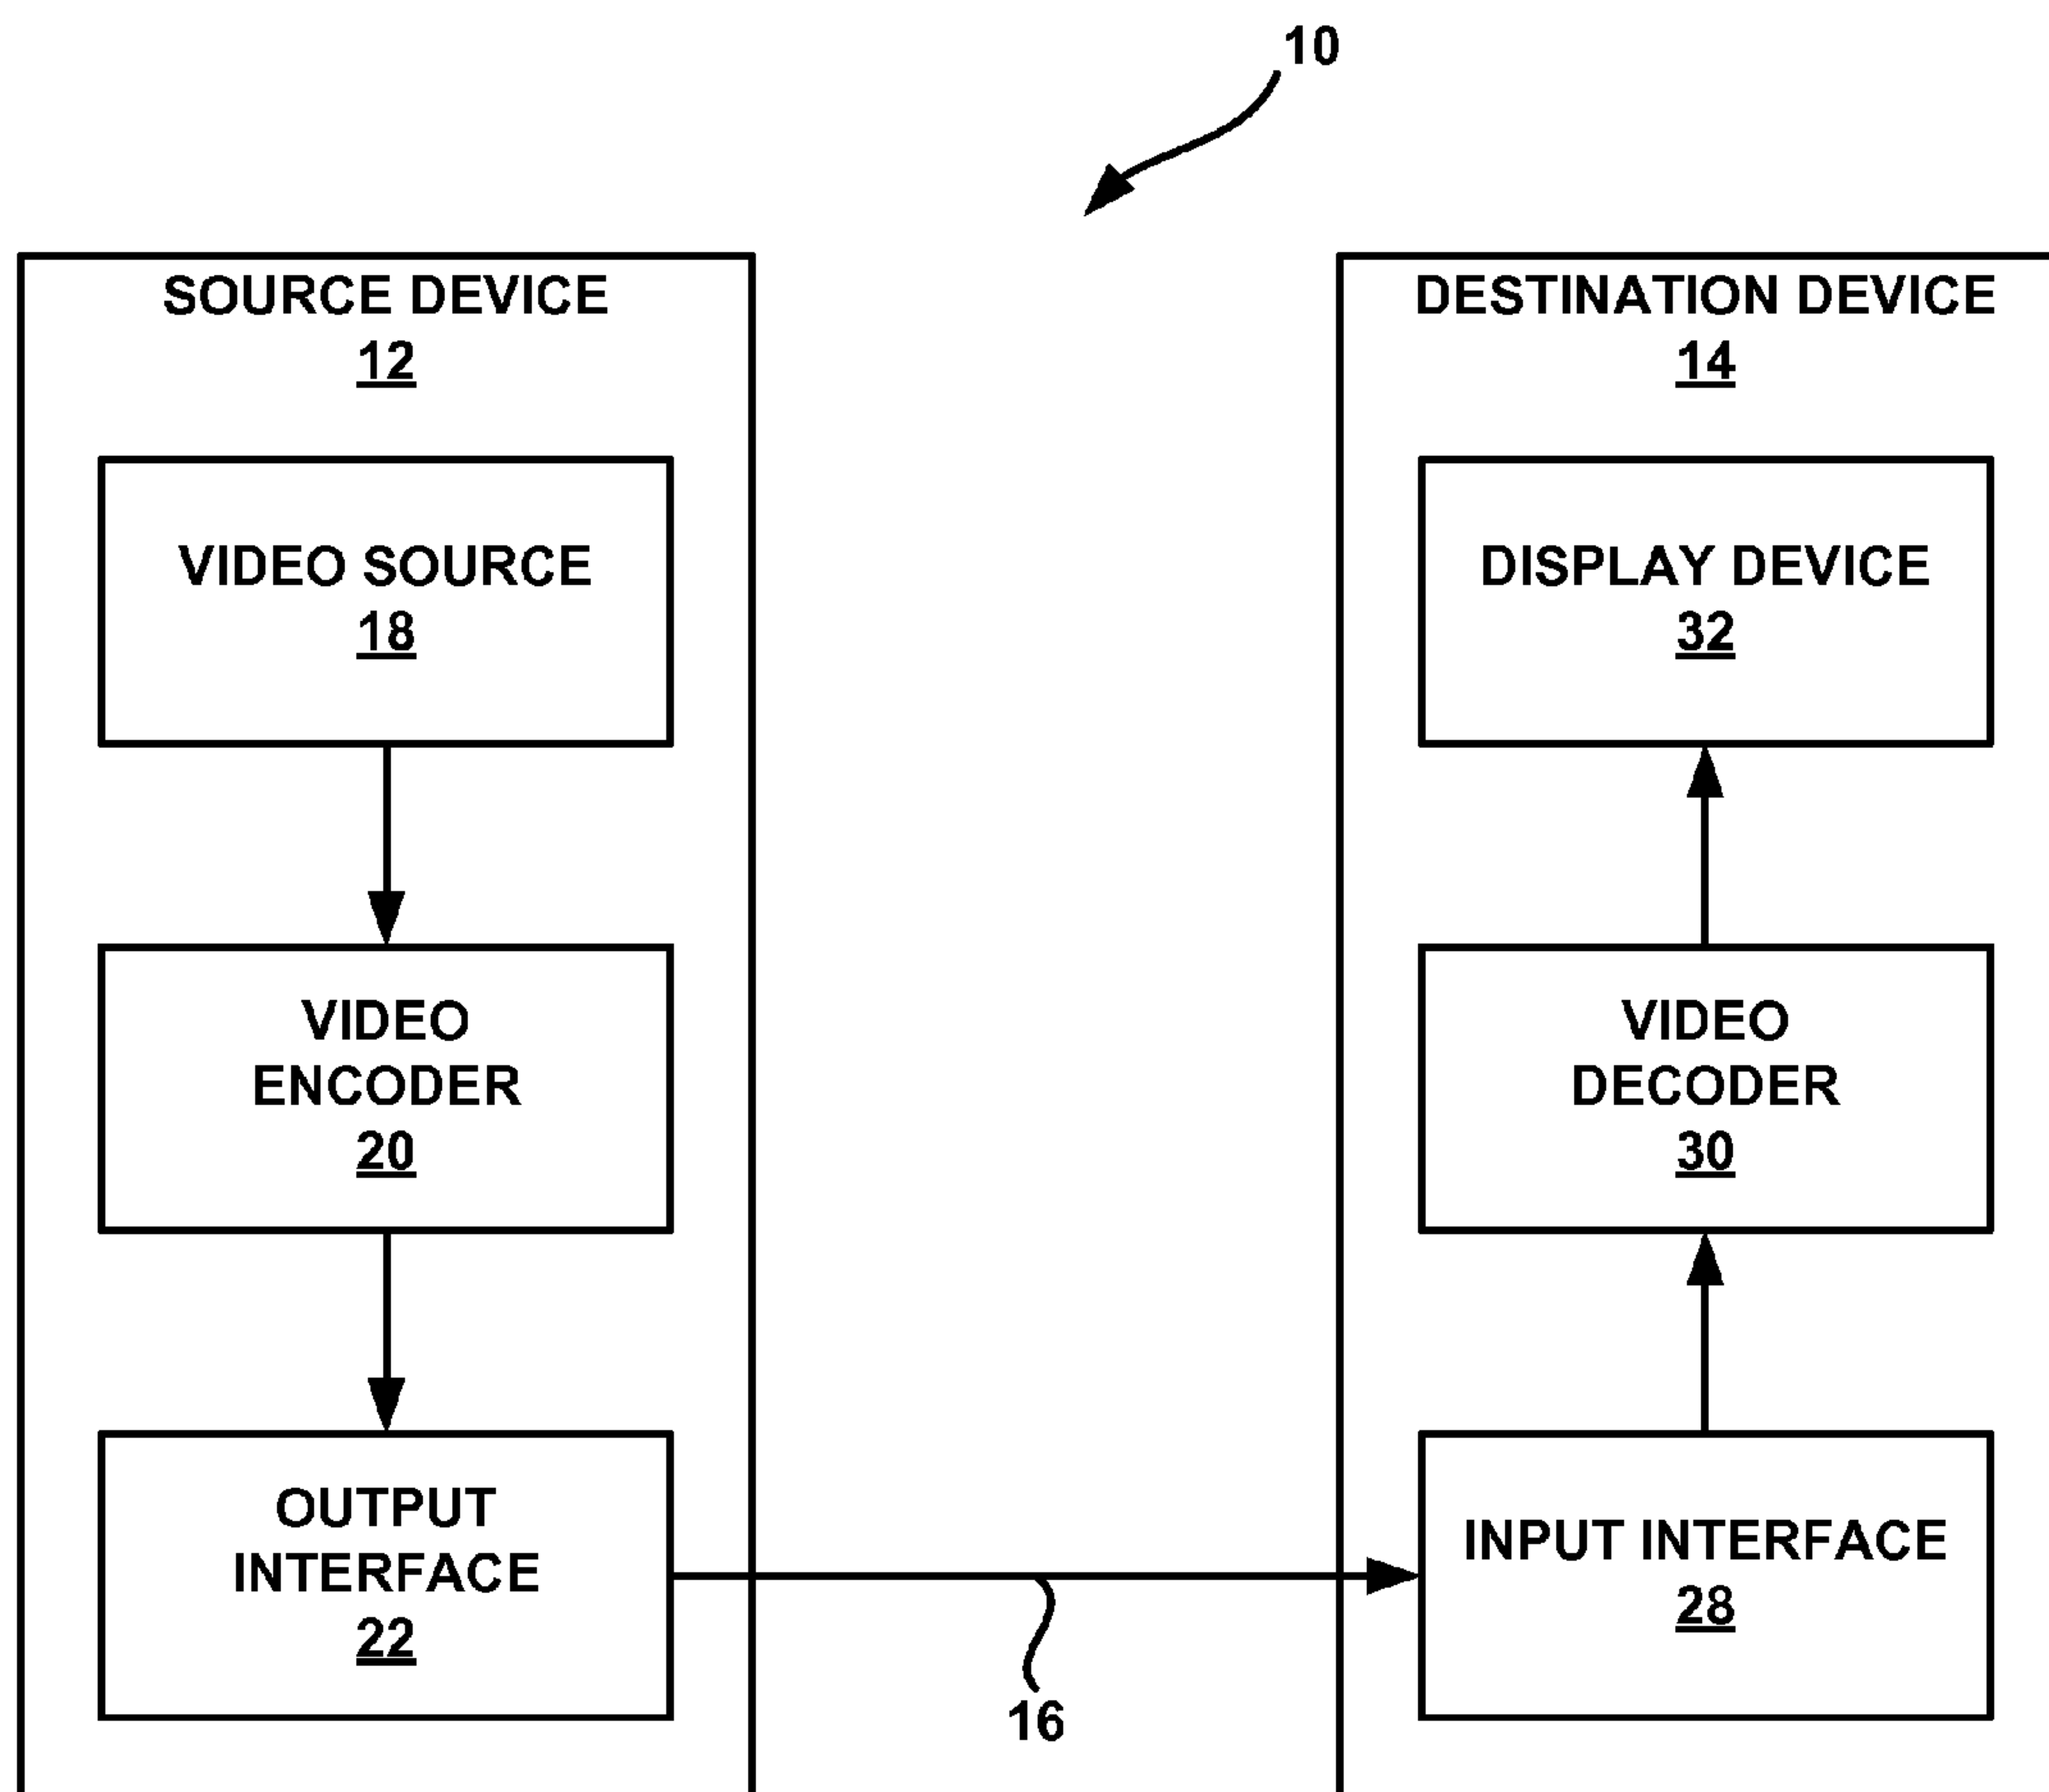 10
SOURCE DEVICE
12
VIDEO SOURCE
18
VIDEO
ENCODER
20
OUTPUT
INTERFACE
22
16
DESTINATION DEVICE
14
DISPLAY DEVICE
32
VIDEO
DECODER
30
INPUT INTERFACE
28